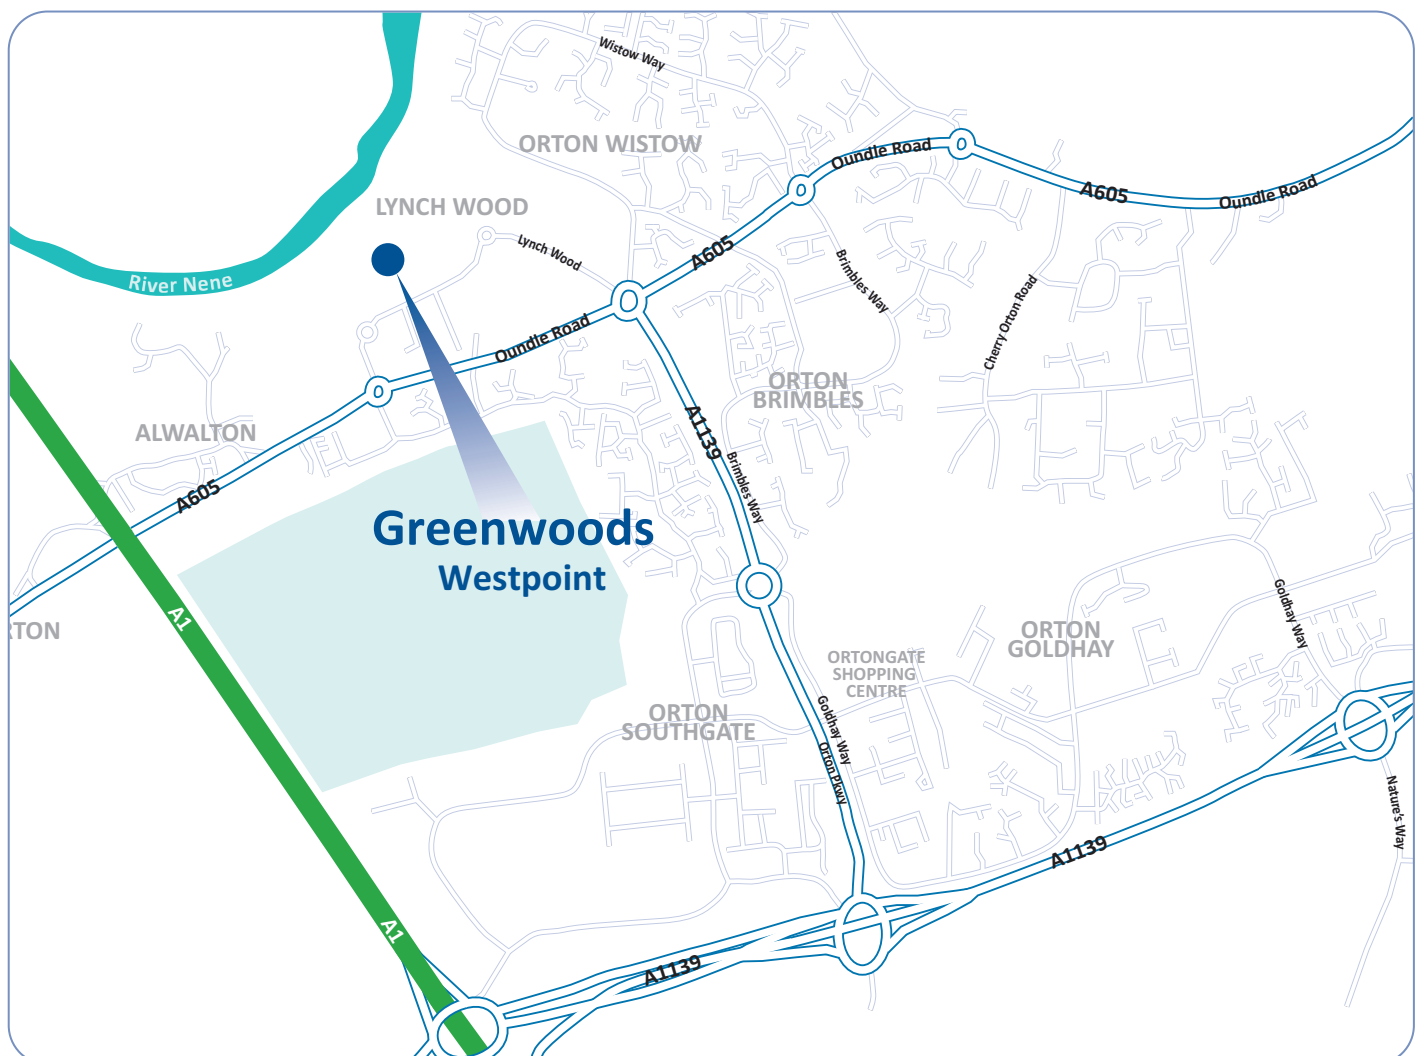 Wistow Way
ORTON WISTOW
Oundle Road
A605
Oundle Road
LYNCH WOOD
Lynch Wood
A605
Brimbles Way
River Nene
Cherry Orton Road
Oundle Road
ORTON
BRIMBLES
A1139
ALWALTON
Brimbles Way
A605
Greenwoods
Westpoint
A1
RTON
Goldhay Way
ORTON
GOLDHAY
ORTONGATE
SHOPPING
CENTRE
ORTON
SOUTHGATE
Goldhay Way
Orton Pkwy
Nature's Way
A1139
A1
A1139